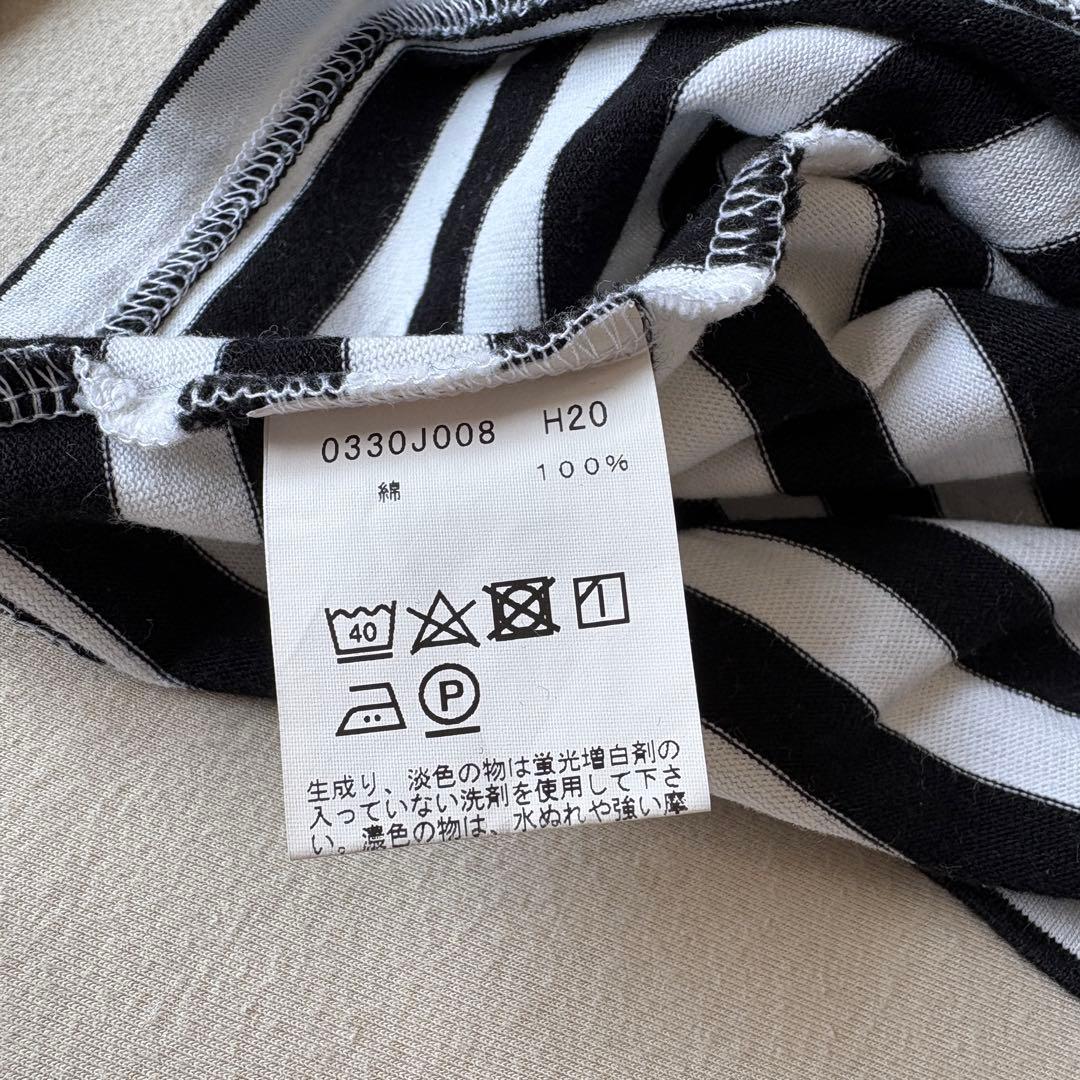 0330J008 H20
綿 100%
40
P
生成り、淡色の物は蛍光増白剤の
入っていない洗剤を使用して下さ
い。濃色の物は、水ぬれや強い摩